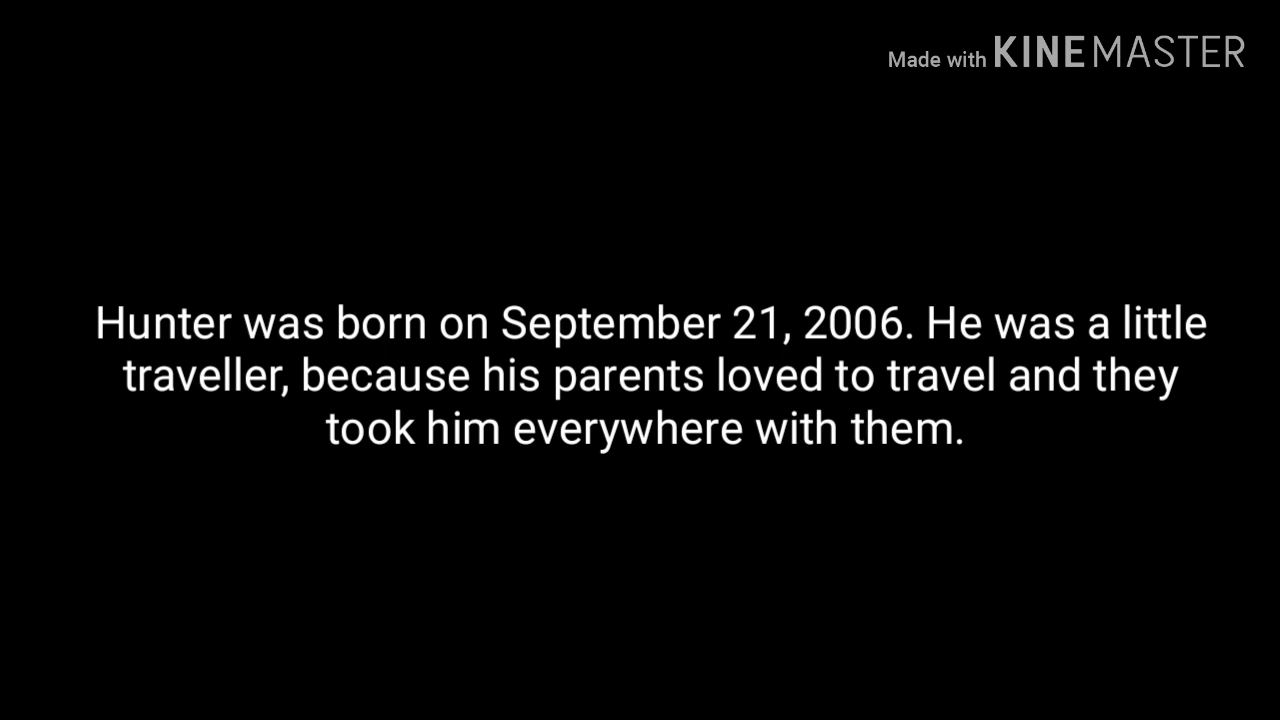 Made with KINEMASTER
Hunter was born on September 21, 2006. He was a little
traveller, because his parents loved to travel and they
took him everywhere with them.